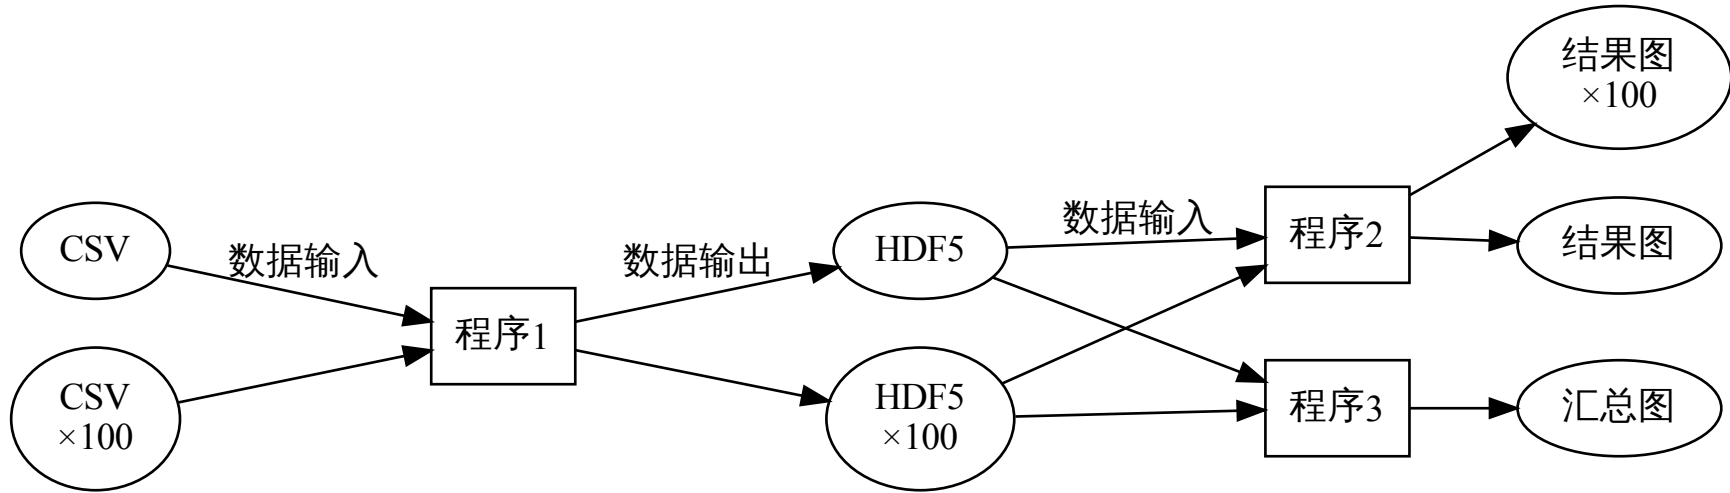 CSV
CSV
×100
数据输入
程序1
数据输出
HDF5
HDF5
×100
数据输入
程序2
程序3
结果图
×100
结果图
汇总图